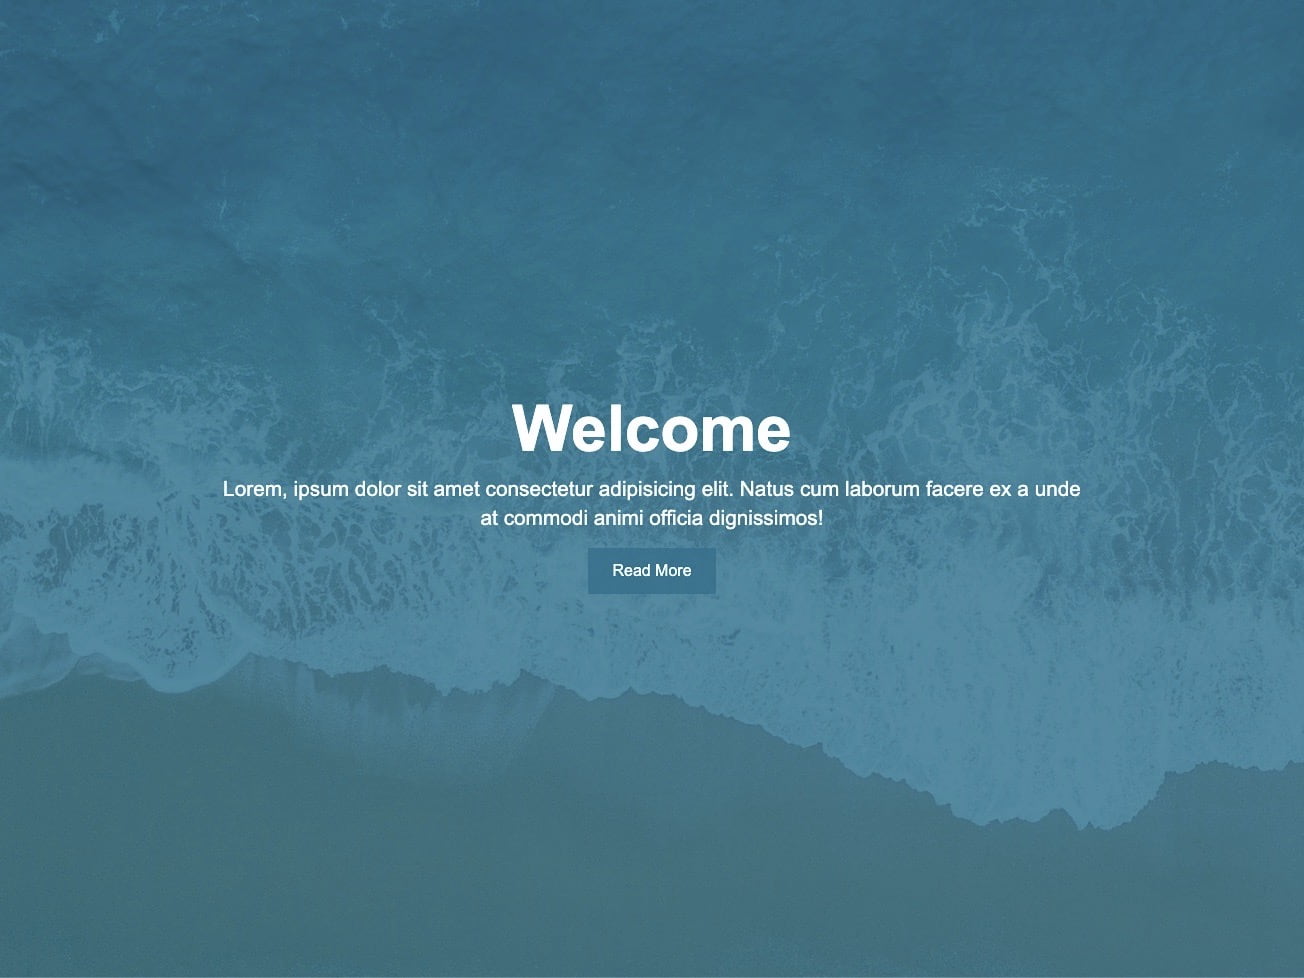 Welcome
Lorem, ipsum dolor sit amet consectetur adipisicing elit. Natus cum laborum facere ex a unde
at commodi animi officia dignissimos!
Read More